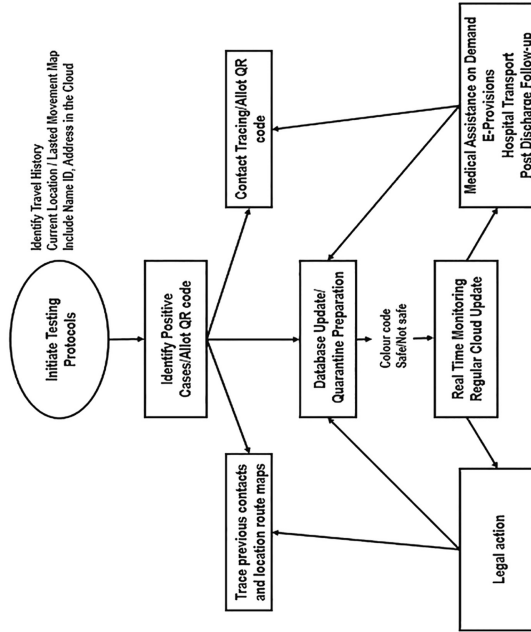 Initiate Testing
Protocols
Identify Travel History
Current Location / Lasted Movement Map
Include Name ID, Address in the Cloud
Identify Positive
Cases/Allot QR code
Trace previous contacts
and location route maps
Contact Tracing/Allot QR
code
Database Update/
Quarantine Preparation
Colour code
Safe/Not safe
Real Time Monitoring
Regular Cloud Update
Legal action
Medical Assistance on Demand
E-Provisions
Hospital Transport
Post Discharge Follow-up